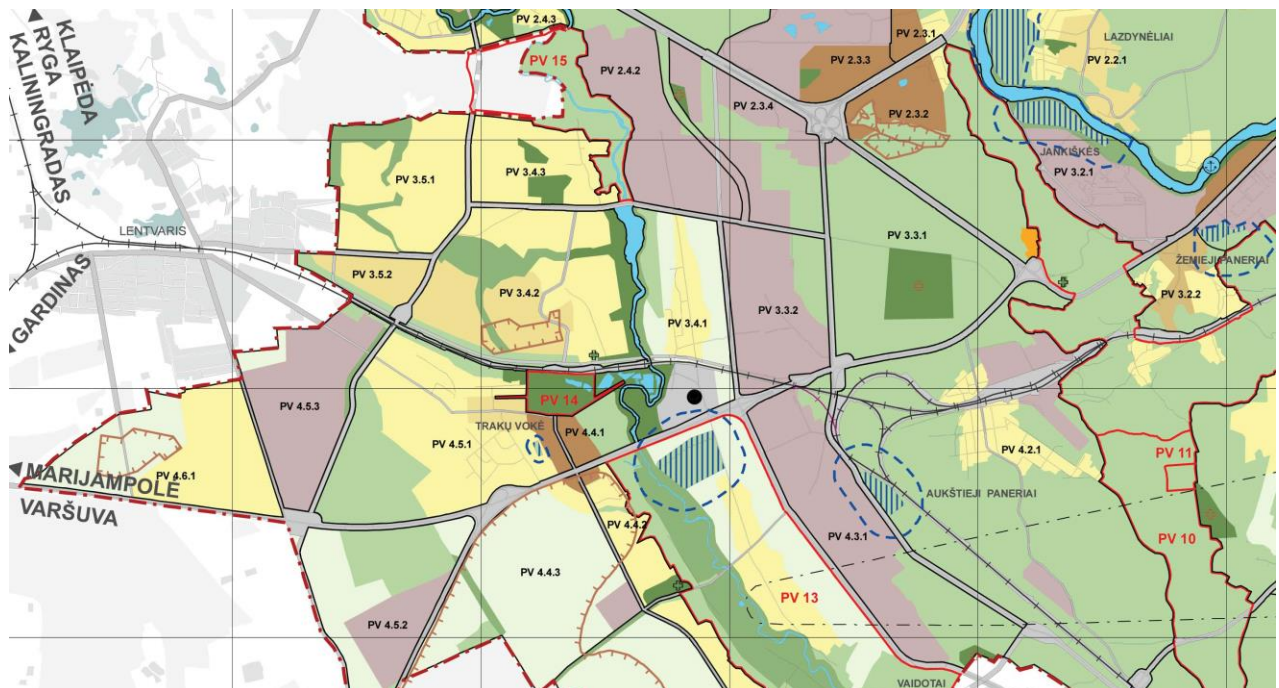 KLAIPĖDA
RYGA
KALININGRADAS
PV 2.4.3
PV 2.3.1
LAZDYNĖLIAI
PV 15
PV 2.4.2
PV 2.3.3
PV 2.2.1
PV 2.3.4
PV 2.3.2
JANKIŠKĖS
PV 3.5.1
PV 3.4.3
PV 3.2.1
LENTVARIS
PV 3.3.1
ŽEMIEJI PANERIAI
GARDINAS
PV 3.5.2
PV 3.4.2
PV 3.2.2
PV 3.4.1
PV 3.3.2
PV 14
PV 4.5.3
TRAKŲ VOKĖ
PV 4.4.1
PV 4.5.1
PV 4.2.1
PV 11
PV 4.6.1
MARIJAMPOLĖ
VARŠUVA
AUKŠTIEJI PANERIAI
PV 4.4.2
PV 4.3.1
PV 10
PV 4.4.3
PV 13
PV 4.5.2
VAIDOTAI